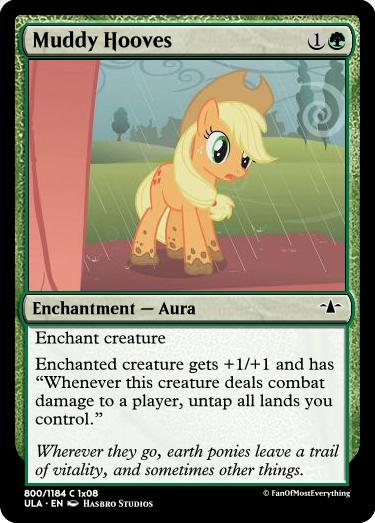 Muddy Hooves 1
Enchantment — Aura
Enchant creature
Enchanted creature gets +1/+1 and has
“Whenever this creature deals combat
damage to a player, untap all lands you
control.”
Wherever they go, earth ponies leave a trail
of vitality, and sometimes other things.
800/1184 C 1x08
ULA • EN HASBRO STUDIOS
© FanOfMostEverything